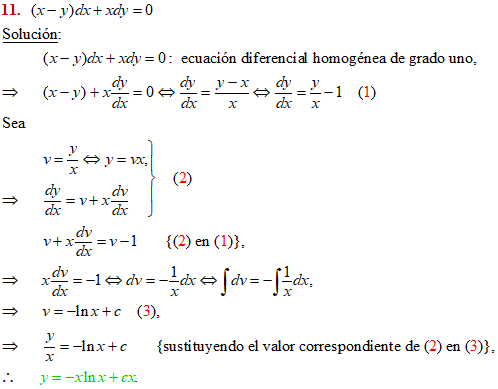 11. (x − y)dx + xdy = 0
Solución:
(x − y)dx + xdy = 0 : ecuación diferencial homogénea de grado uno,
⇒ (x − y) + x dy/dx = 0 ⇔ dy/dx = (y − x)/x ⇔ dy/dx = y/x − 1 (1)
Sea
v = y/x ⇔ y = vx,
⇒ dy/dx = v + x dv/dx } (2)
v + x dv/dx = v − 1 {(2) en (1)},
⇒ x dv/dx = −1 ⇔ dv = −1/x dx ⇔ ∫dv = −∫1/x dx,
⇒ v = −ln x + c (3),
⇒ y/x = −ln x + c {sustituyendo el valor correspondiente de (2) en (3)},
∴ y = −x ln x + cx.